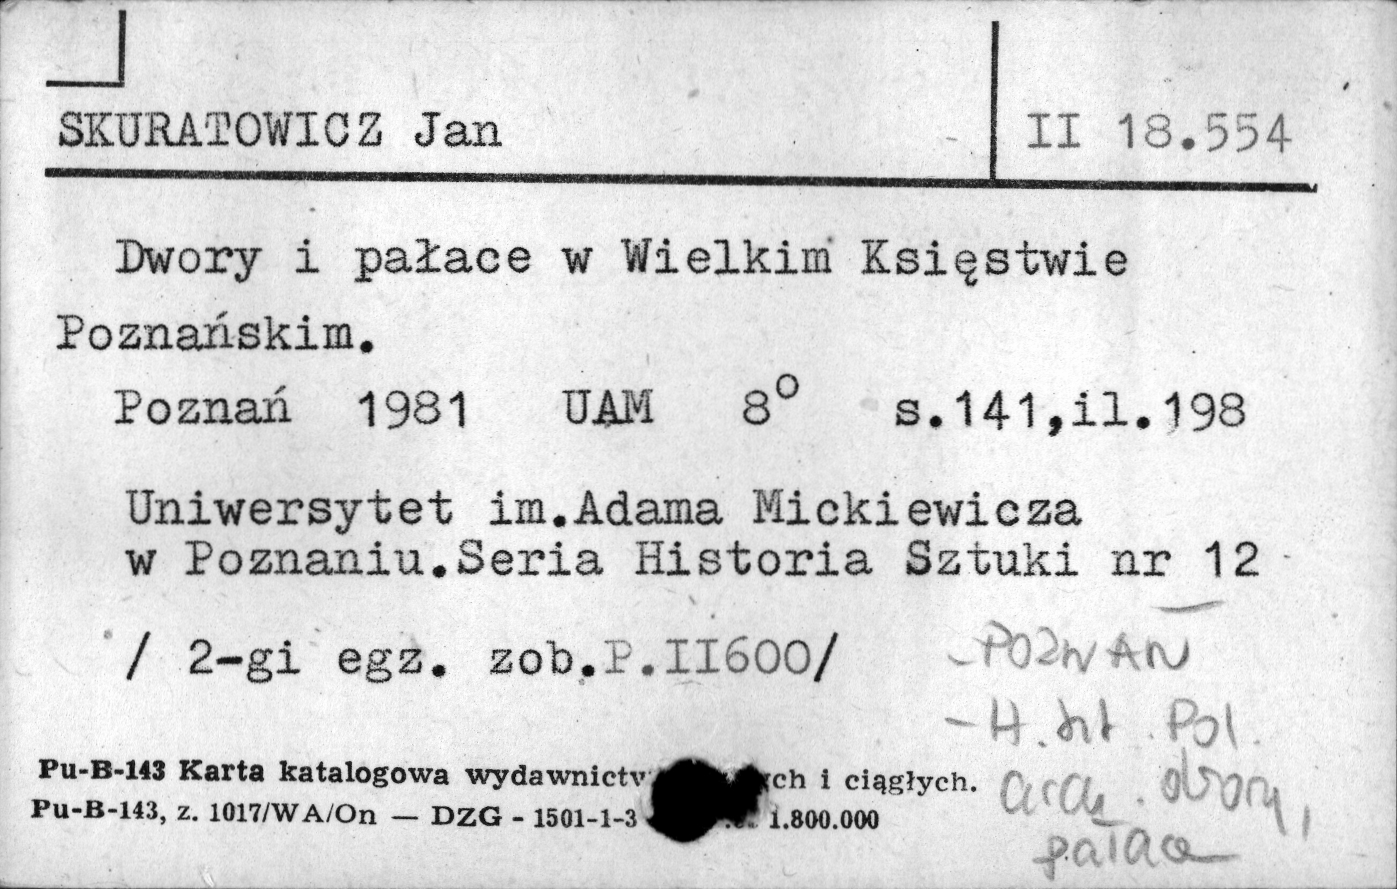 SKURATOWICZ Jan
II 18.554
Dwory i pałace w Wielkim Księstwie
Poznańskim.
Poznań 1981 UAM 8° s.141,il.198
Uniwersytet im.Adama Mickiewicza
w Poznaniu.Seria Historia Sztuki nr 12
/ 2-gi egz. zob.P.II600/
- POZNAŃ
- H. szt. Pol.
arch. dwory,
pałace
Pu-B-143 Karta katalogowa wydawnictw ch i ciągłych.
Pu-B-143, z. 1017/WA/On — DZG - 1501-1-3 1.800.000